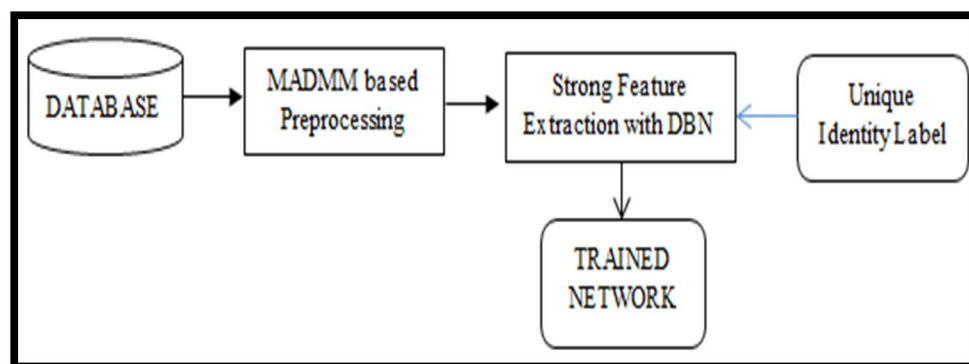 DATABASE
MADMM based
Preprocessing
Strong Feature
Extraction with DBN
Unique
Identity Label
TRAINED
NETWORK